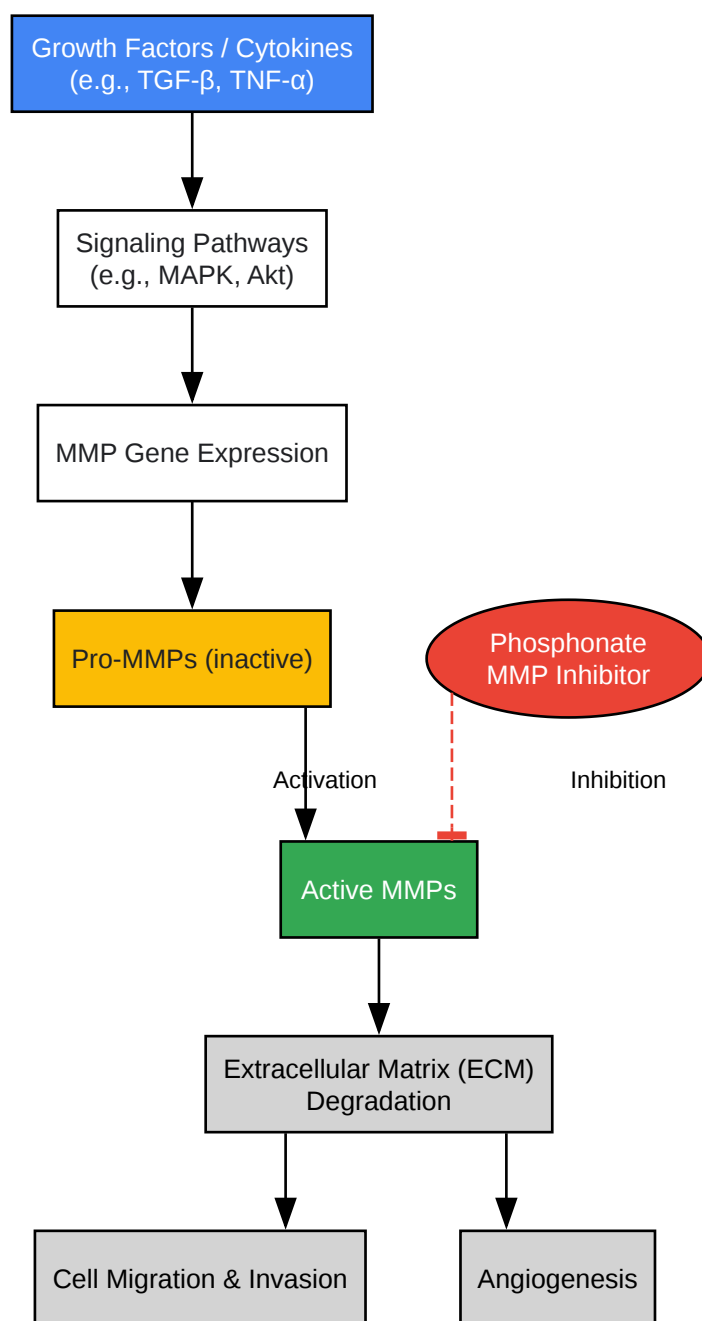 Growth Factors / Cytokines
(e.g., TGF-β, TNF-α)
Signaling Pathways
(e.g., MAPK, Akt)
MMP Gene Expression
Pro-MMPs (inactive)
Phosphonate
MMP Inhibitor
Activation
Inhibition
Active MMPs
Extracellular Matrix (ECM)
Degradation
Cell Migration & Invasion
Angiogenesis